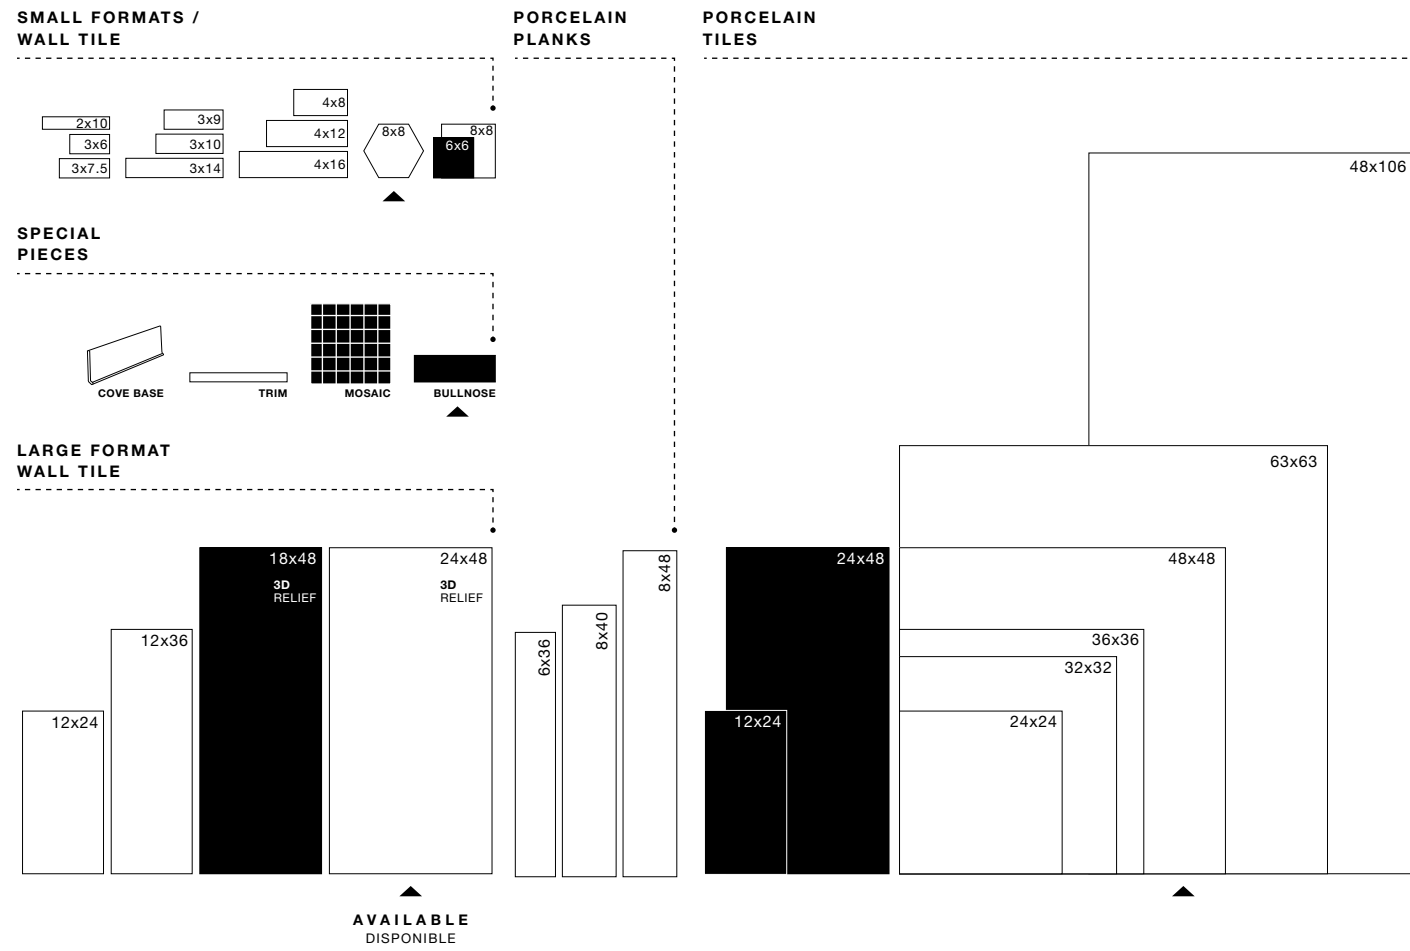 SMALL FORMATS /
WALL TILE
2x10
3x6
3x7.5
3x9
3x10
3x14
4x8
4x12
4x16
8x8
8x8
6x6
SPECIAL
PIECES
COVE BASE
TRIM
MOSAIC
BULLNOSE
LARGE FORMAT
WALL TILE
12x24
12x36
18x48
3D
RELIEF
24x48
3D
RELIEF
AVAILABLE
DISPONIBLE
PORCELAIN
PLANKS
6x36
8x40
8x48
PORCELAIN
TILES
12x24
24x48
48x106
63x63
48x48
36x36
32x32
24x24